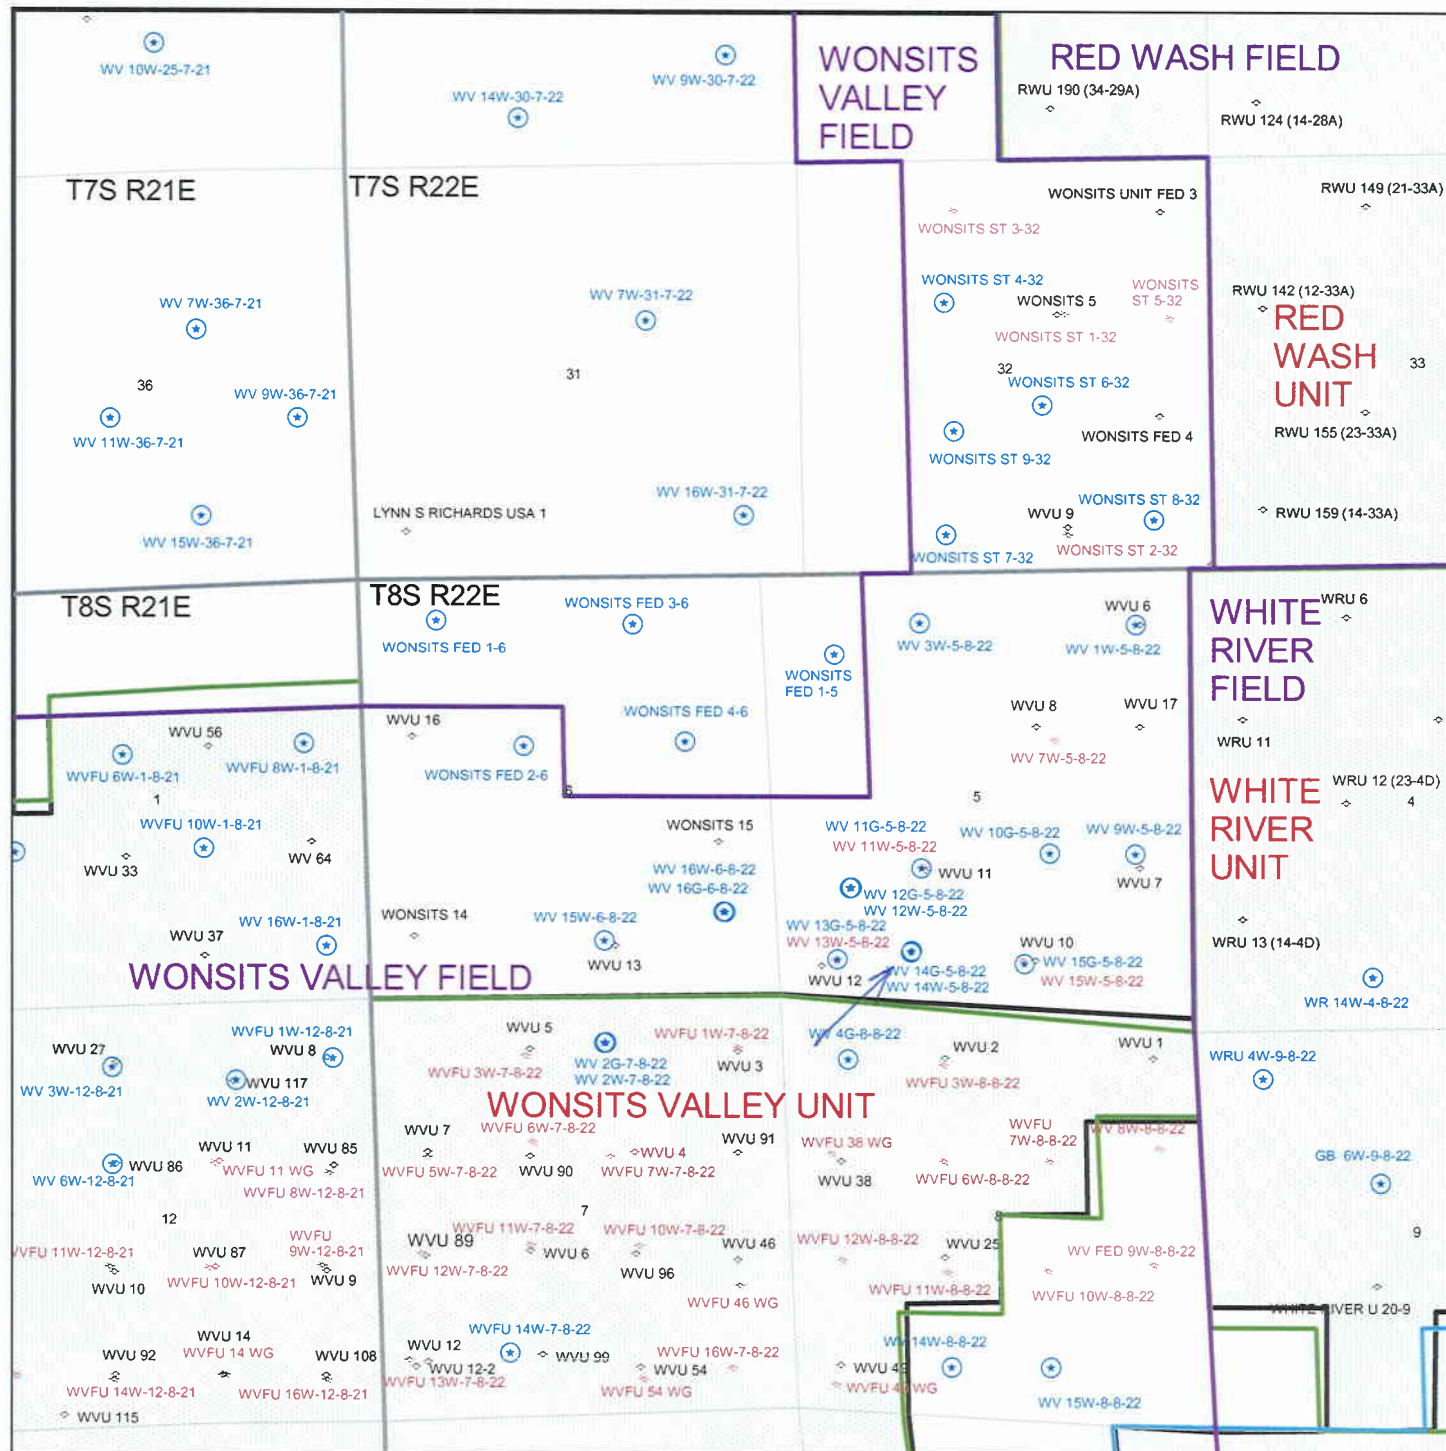 WV 10W-25-7-21
WV 14W-30-7-22
WV 9W-30-7-22
WONSITS
VALLEY
FIELD
RED WASH FIELD
RWU 190 (34-29A)
RWU 124 (14-28A)
T7S R21E
T7S R22E
WONSITS UNIT FED 3
RWU 149 (21-33A)
WONSITS ST 3-32
WONSITS ST 4-32
WONSITS
ST 5-32
WONSITS 5
WONSITS ST 1-32
RWU 142 (12-33A)
RED
WASH
UNIT
33
WV 7W-36-7-21
WV 7W-31-7-22
36
31
32
WV 9W-36-7-21
WV 11W-36-7-21
WONSITS ST 6-32
WONSITS FED 4
RWU 155 (23-33A)
WONSITS ST 9-32
WV 16W-31-7-22
WONSITS ST 8-32
LYNN S RICHARDS USA 1
WVU 9
RWU 159 (14-33A)
WV 15W-36-7-21
WONSITS ST 7-32
WONSITS ST 2-32
T8S R21E
T8S R22E
WONSITS FED 3-6
WONSITS FED 1-6
WONSITS
FED 1-5
WV 3W-5-8-22
WVU 6
WV 1W-5-8-22
WHITE
RIVER
FIELD
WRU 6
WVU 56
WVFU 6W-1-8-21
WVFU 8W-1-8-21
WVU 16
WONSITS FED 4-6
WONSITS FED 2-6
WVU 8
WVU 17
WV 7W-5-8-22
WRU 11
WRU 12 (23-4D)
4
WHITE
RIVER
UNIT
1
6
5
WVFU 10W-1-8-21
WVU 33
WV 64
WONSITS 15
WV 16W-6-8-22
WV 16G-6-8-22
WV 11G-5-8-22
WV 11W-5-8-22
WVU 11
WV 10G-5-8-22
WV 9W-5-8-22
WVU 7
WV 12G-5-8-22
WV 12W-5-8-22
WV 16W-1-8-21
WVU 37
WONSITS 14
WV 15W-6-8-22
WVU 13
WV 13G-5-8-22
WV 13W-5-8-22
WVU 12
WV 14G-5-8-22
WV 14W-5-8-22
WVU 10
WV 15G-5-8-22
WV 15W-5-8-22
WRU 13 (14-4D)
WR 14W-4-8-22
WONSITS VALLEY FIELD
WVFU 1W-12-8-21
WVU 27
WVU 8
WV 3W-12-8-21
WVU 117
WV 2W-12-8-21
WVU 5
WVFU 3W-7-8-22
WV 2G-7-8-22
WV 2W-7-8-22
WVFU 1W-7-8-22
WVU 3
WV 4G-8-8-22
WVU 2
WVFU 3W-8-8-22
WVU 1
WRU 4W-9-8-22
WONSITS VALLEY UNIT
WVU 7
WVFU 6W-7-8-22
WVU 4
WVU 91
WVFU 38 WG
WVFU
7W-8-8-22
WV 8W-8-8-22
WVU 11
WVU 85
WVU 86
WVFU 11 WG
WV 6W-12-8-21
WVFU 8W-12-8-21
WVFU 5W-7-8-22
WVU 90
WVFU 7W-7-8-22
WVU 38
WVFU 6W-8-8-22
GB 6W-9-8-22
12
7
8
9
WVFU 11W-12-8-21
WVU 87
WVFU
9W-12-8-21
WVU 10
WVFU 10W-12-8-21
WVU 9
WVU 89
WVFU 11W-7-8-22
WVFU 12W-7-8-22
WVU 6
WVFU 10W-7-8-22
WVU 96
WVU 46
WVFU 46 WG
WVFU 12W-8-8-22
WVU 25
WVFU 11W-8-8-22
WV FED 9W-8-8-22
WVFU 10W-8-8-22
WHITE RIVER U 20-9
WVU 92
WVU 14
WVFU 14 WG
WVU 108
WVFU 14W-12-8-21
WVFU 16W-12-8-21
WVU 115
WVU 12
WVU 12-2
WVFU 13W-7-8-22
WVFU 14W-7-8-22
WVU 99
WVFU 16W-7-8-22
WVU 54
WVFU 54 WG
WV 14W-8-8-22
WVU 49
WVFU 49 WG
WV 15W-8-8-22